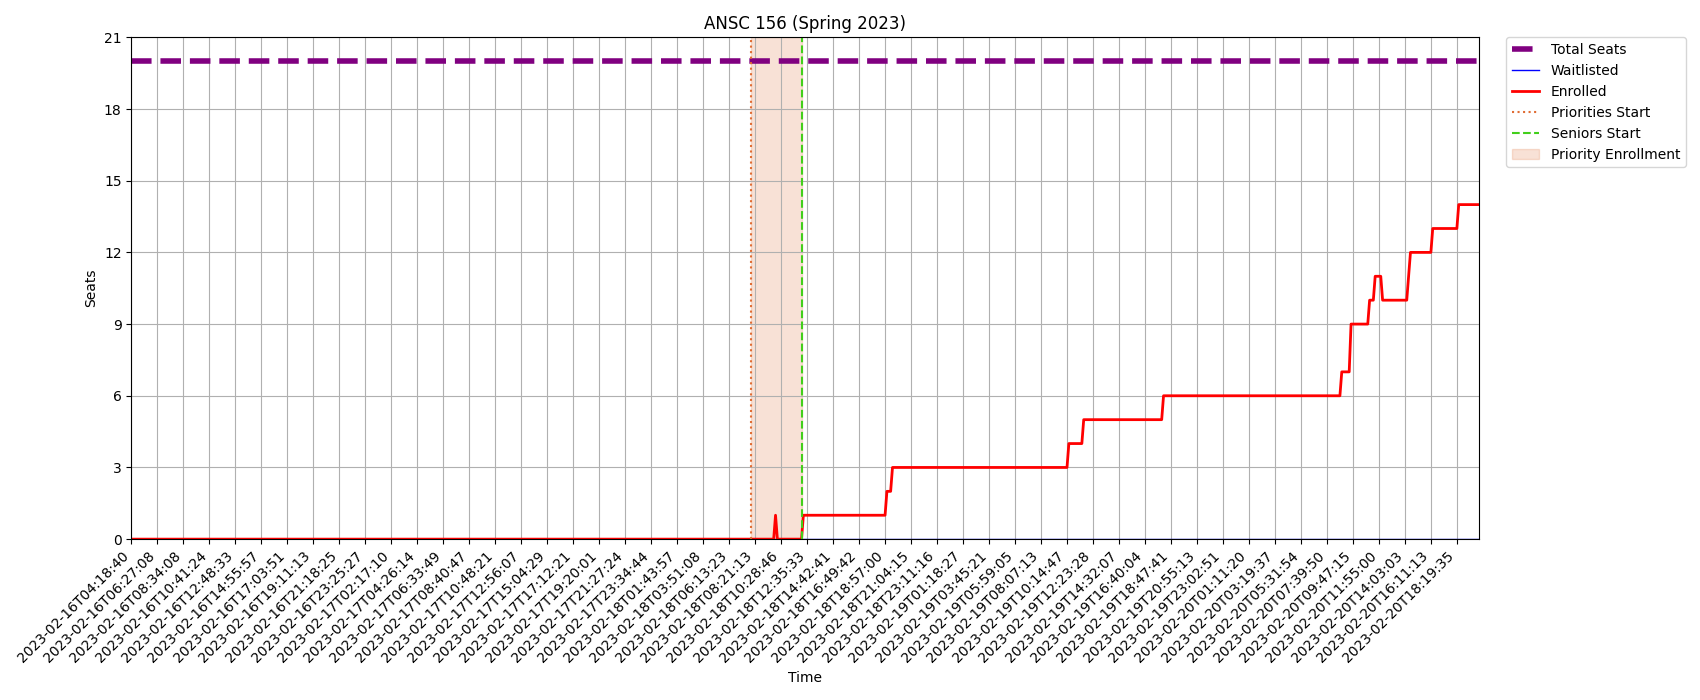 ANSC 156 (Spring 2023)
21
18
15
12
9
6
3
0
Seats
2023-02-16T04:18:40
2023-02-16T06:27:08
2023-02-16T08:34:08
2023-02-16T10:41:24
2023-02-16T12:48:33
2023-02-16T14:55:57
2023-02-16T17:03:51
2023-02-16T19:11:13
2023-02-16T21:18:25
2023-02-16T23:25:27
2023-02-17T02:17:10
2023-02-17T04:26:14
2023-02-17T06:33:49
2023-02-17T08:40:47
2023-02-17T10:48:21
2023-02-17T12:56:07
2023-02-17T15:04:29
2023-02-17T17:12:21
2023-02-17T19:20:01
2023-02-17T21:27:24
2023-02-17T23:34:44
2023-02-18T01:43:57
2023-02-18T03:51:08
2023-02-18T06:13:23
2023-02-18T08:21:13
2023-02-18T10:28:46
2023-02-18T12:35:33
2023-02-18T14:42:41
2023-02-18T16:49:42
2023-02-18T18:57:00
2023-02-18T21:04:15
2023-02-18T23:11:16
2023-02-19T01:18:27
2023-02-19T03:45:21
2023-02-19T05:59:05
2023-02-19T08:07:13
2023-02-19T10:14:47
2023-02-19T12:23:28
2023-02-19T14:32:07
2023-02-19T16:40:04
2023-02-19T18:47:41
2023-02-19T20:55:13
2023-02-19T23:02:51
2023-02-20T01:11:20
2023-02-20T03:19:37
2023-02-20T05:31:54
2023-02-20T07:39:50
2023-02-20T09:47:15
2023-02-20T11:55:00
2023-02-20T14:03:03
2023-02-20T16:11:13
2023-02-20T18:19:35
Time
Total Seats
Waitlisted
Enrolled
Priorities Start
Seniors Start
Priority Enrollment